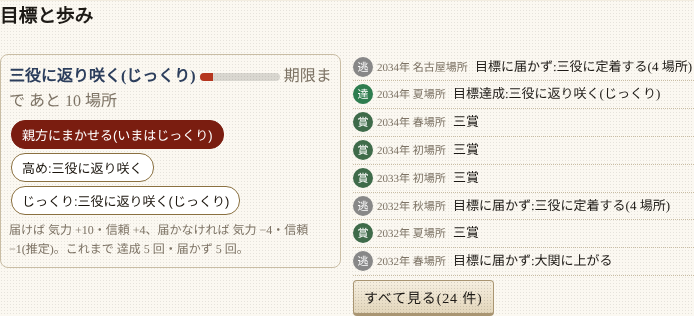 目標と歩み
三役に返り咲く(じっくり) 期限ま
で あと 10 場所
親方にまかせる(いまはじっくり)
高め:三役に返り咲く
じっくり:三役に返り咲く(じっくり)
届けば 気力 +10・信頼 +4、届かなければ 気力 −4・信頼
−1(推定)。これまで 達成 5 回・届かず 5 回。
逃 2034年 名古屋場所 目標に届かず:三役に定着する(4 場所)
達 2034年 夏場所 目標達成:三役に返り咲く(じっくり)
賞 2034年 春場所 三賞
賞 2034年 初場所 三賞
賞 2033年 初場所 三賞
逃 2032年 秋場所 目標に届かず:三役に定着する(4 場所)
賞 2032年 夏場所 三賞
逃 2032年 春場所 目標に届かず:大関に上がる
すべて見る(24 件)